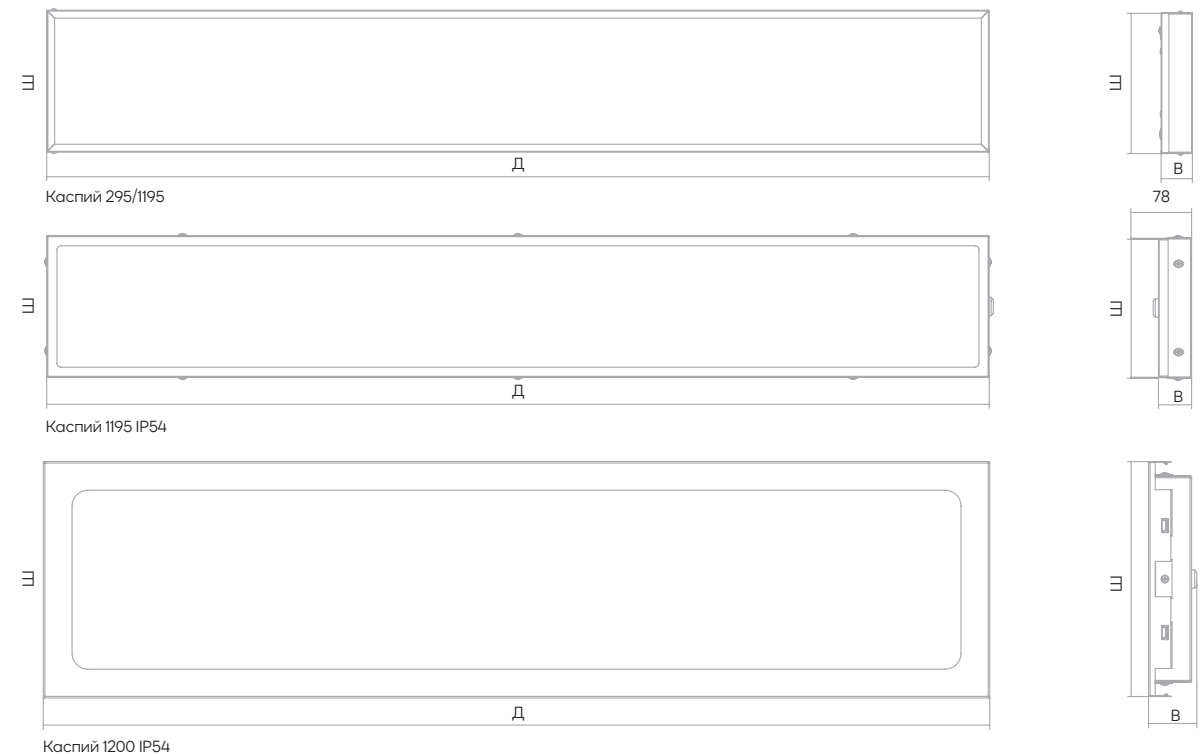 Ш
Ш
Д
В
Каспий 295/1195
78
Ш
Ш
Д
В
Каспий 1195 IP54
Ш
Ш
Д
В
Каспий 1200 IP54